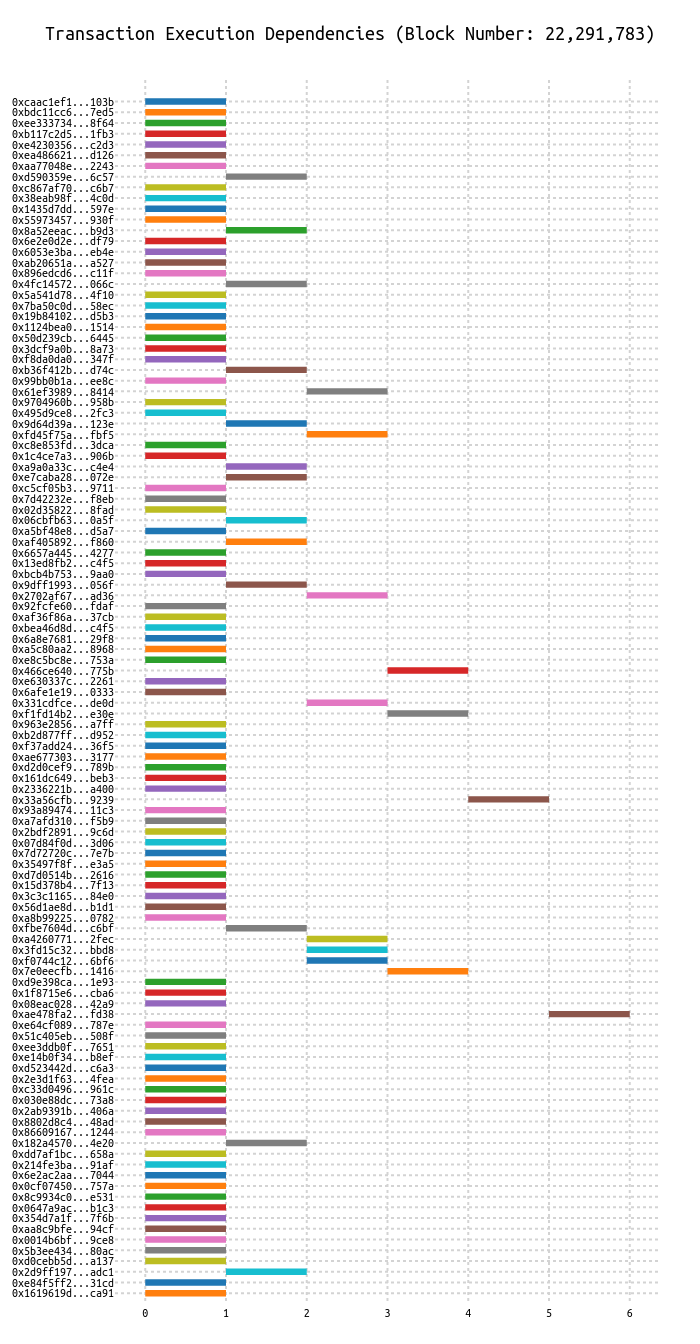 Transaction Execution Dependencies (Block Number: 22,291,783)
0xcaac1ef1...103b
0xbdc11cc6...7ed5
0xee333734...8f64
0xb117c2d5...1fb3
0xe4230356...c2d3
0xea486621...d126
0xaa77048e...2243
0xd590359e...6c57
0xc867af70...c6b7
0x38eab98f...4c0d
0x1435d7dd...597e
0x55973457...930f
0x8a52eeac...b9d3
0x6e2e0d2e...df79
0x6053e3ba...eb4e
0xab20651a...a527
0x896edcd6...c11f
0x4fc14572...066c
0x5a541d78...4f10
0x7ba50c0d...58ec
0x19b84102...d5b3
0x1124bea0...1514
0x50d239cb...6445
0x3dcf9a0b...8a73
0xf8da0da0...347f
0xb36f412b...d74c
0x99bb0b1a...ee8c
0x61ef3989...8414
0x9704960b...958b
0x495d9ce8...2fc3
0x9d64d39a...123e
0xfd45f75a...fbf5
0xc8e853fd...3dca
0x1c4ce7a3...906b
0xa9a0a33c...c4e4
0xe7caba28...072e
0xc5cf05b3...9711
0x7d42232e...f8eb
0x02d35822...8fad
0x06cbfb63...0a5f
0xa5bf48e8...d5a7
0xaf405892...f860
0x6657a445...4277
0x13ed8fb2...c4f5
0xbcb4b753...9aa0
0x9dff1993...056f
0x2702af67...ad36
0x92fcfe60...fdaf
0xaf36f86a...37cb
0xbea46d8d...c4f5
0x6a8e7681...29f8
0xa5c80aa2...8968
0xe8c5bc8e...753a
0x466ce640...775b
0xe630337c...2261
0x6afe1e19...0333
0x331cdfce...de0d
0xf1fd14b2...e30e
0x963e2856...a7ff
0xb2d877ff...d952
0xf37add24...36f5
0xae677303...3177
0xd2d0cef9...789b
0x161dc649...beb3
0x2336221b...a400
0x33a56cfb...9239
0x93a89474...11c3
0xa7afd310...f5b9
0x2bdf2891...9c6d
0x07d84f0d...3d06
0x7d72720c...7e7b
0x35497f8f...e3a5
0xd7d0514b...2616
0x15d378b4...7f13
0x3c3c1165...84e0
0x56d1ae8d...b1d1
0xa8b99225...0782
0xfbe7604d...c6bf
0xa4260771...2fec
0x3fd15c32...bbd8
0xf0744c12...6bf6
0x7e0eecfb...1416
0xd9e398ca...1e93
0x1f8715e6...cba6
0x08eac028...42a9
0xae478fa2...fd38
0xe64cf089...787e
0x51c405eb...508f
0xee3ddb0f...7651
0xe14b0f34...b8ef
0xd523442d...c6a3
0x2e3d1f63...4fea
0xc33d0496...961c
0x030e88dc...73a8
0x2ab9391b...406a
0x8802d8c4...48ad
0x86609167...1244
0x182a4570...4e20
0xdd7af1bc...658a
0x214fe3ba...91af
0x6e2ac2aa...7044
0x0cf07450...757a
0x8c9934c0...e531
0x0647a9ac...b1c3
0x354d7a1f...7f6b
0xaa8c9bfe...94cf
0x0014b6bf...9ce8
0x5b3ee434...80ac
0xd0cebb5d...a137
0x2d9ff197...adc1
0xe84f5ff2...31cd
0x1619619d...ca91
0 1 2 3 4 5 6